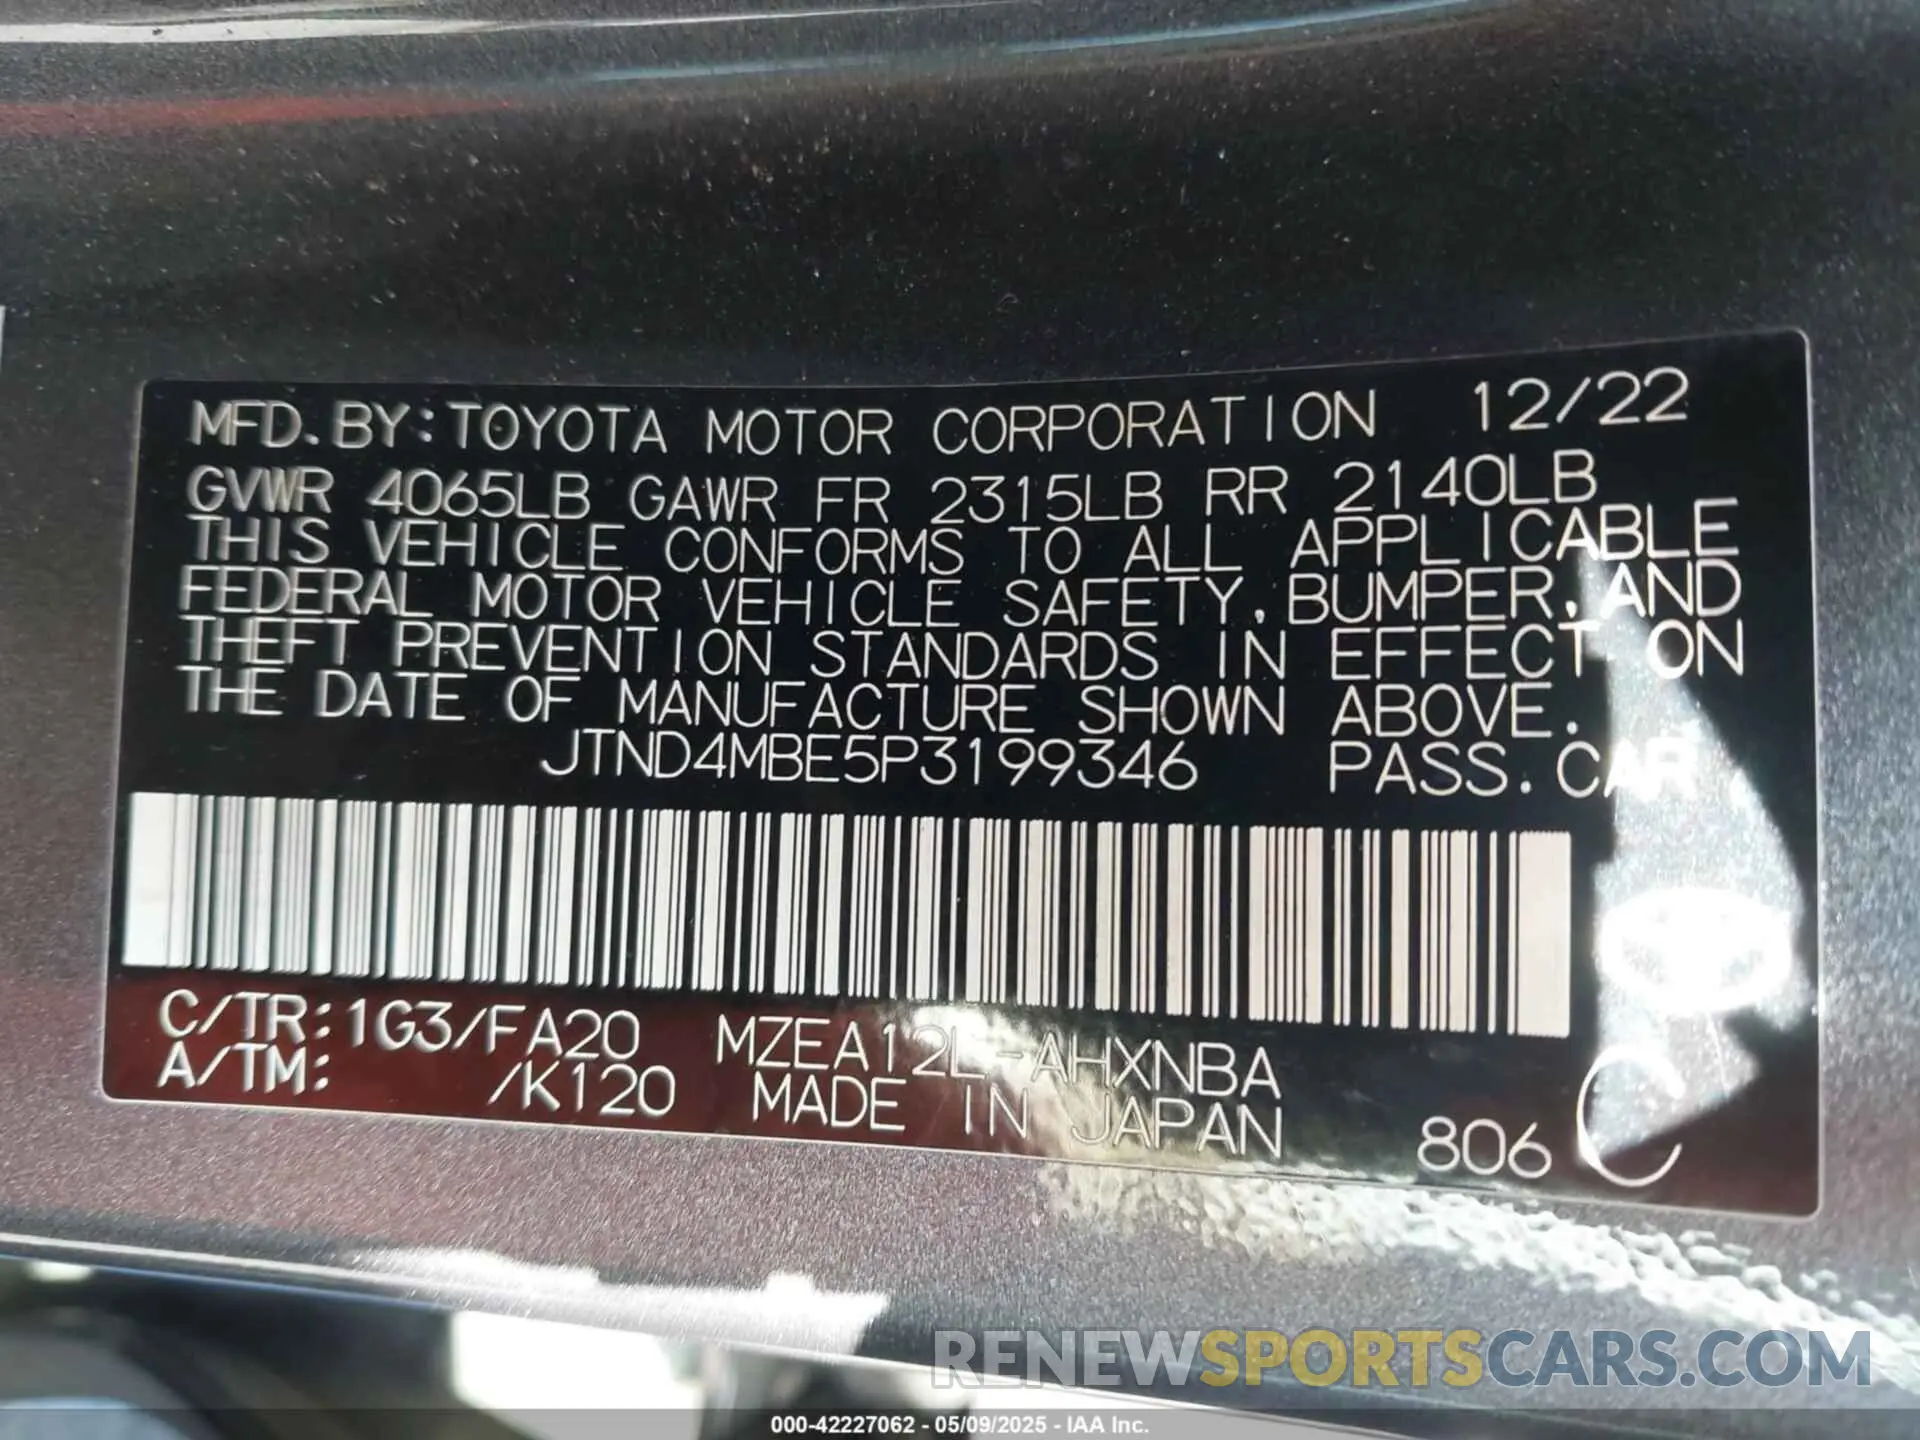 MFD. BY: TOYOTA MOTOR CORPORATION 12/22
GVWR 4065LB GAWR FR 2315LB RR 2140LB
THIS VEHICLE CONFORMS TO ALL APPLICABLE
FEDERAL MOTOR VEHICLE SAFETY, BUMPER, AND
THEFT PREVENTION STANDARDS IN EFFECT ON
THE DATE OF MANUFACTURE SHOWN ABOVE.
JTND4MBE5P3199346 PASS. CAR
C/TR: 1G3/FA20 MZEA12L-AHXNBA
A/TM: /K120 MADE IN JAPAN 806 C
RENEWSPORTSCARS.COM
000-42227062 - 05/09/2025 - IAA Inc.